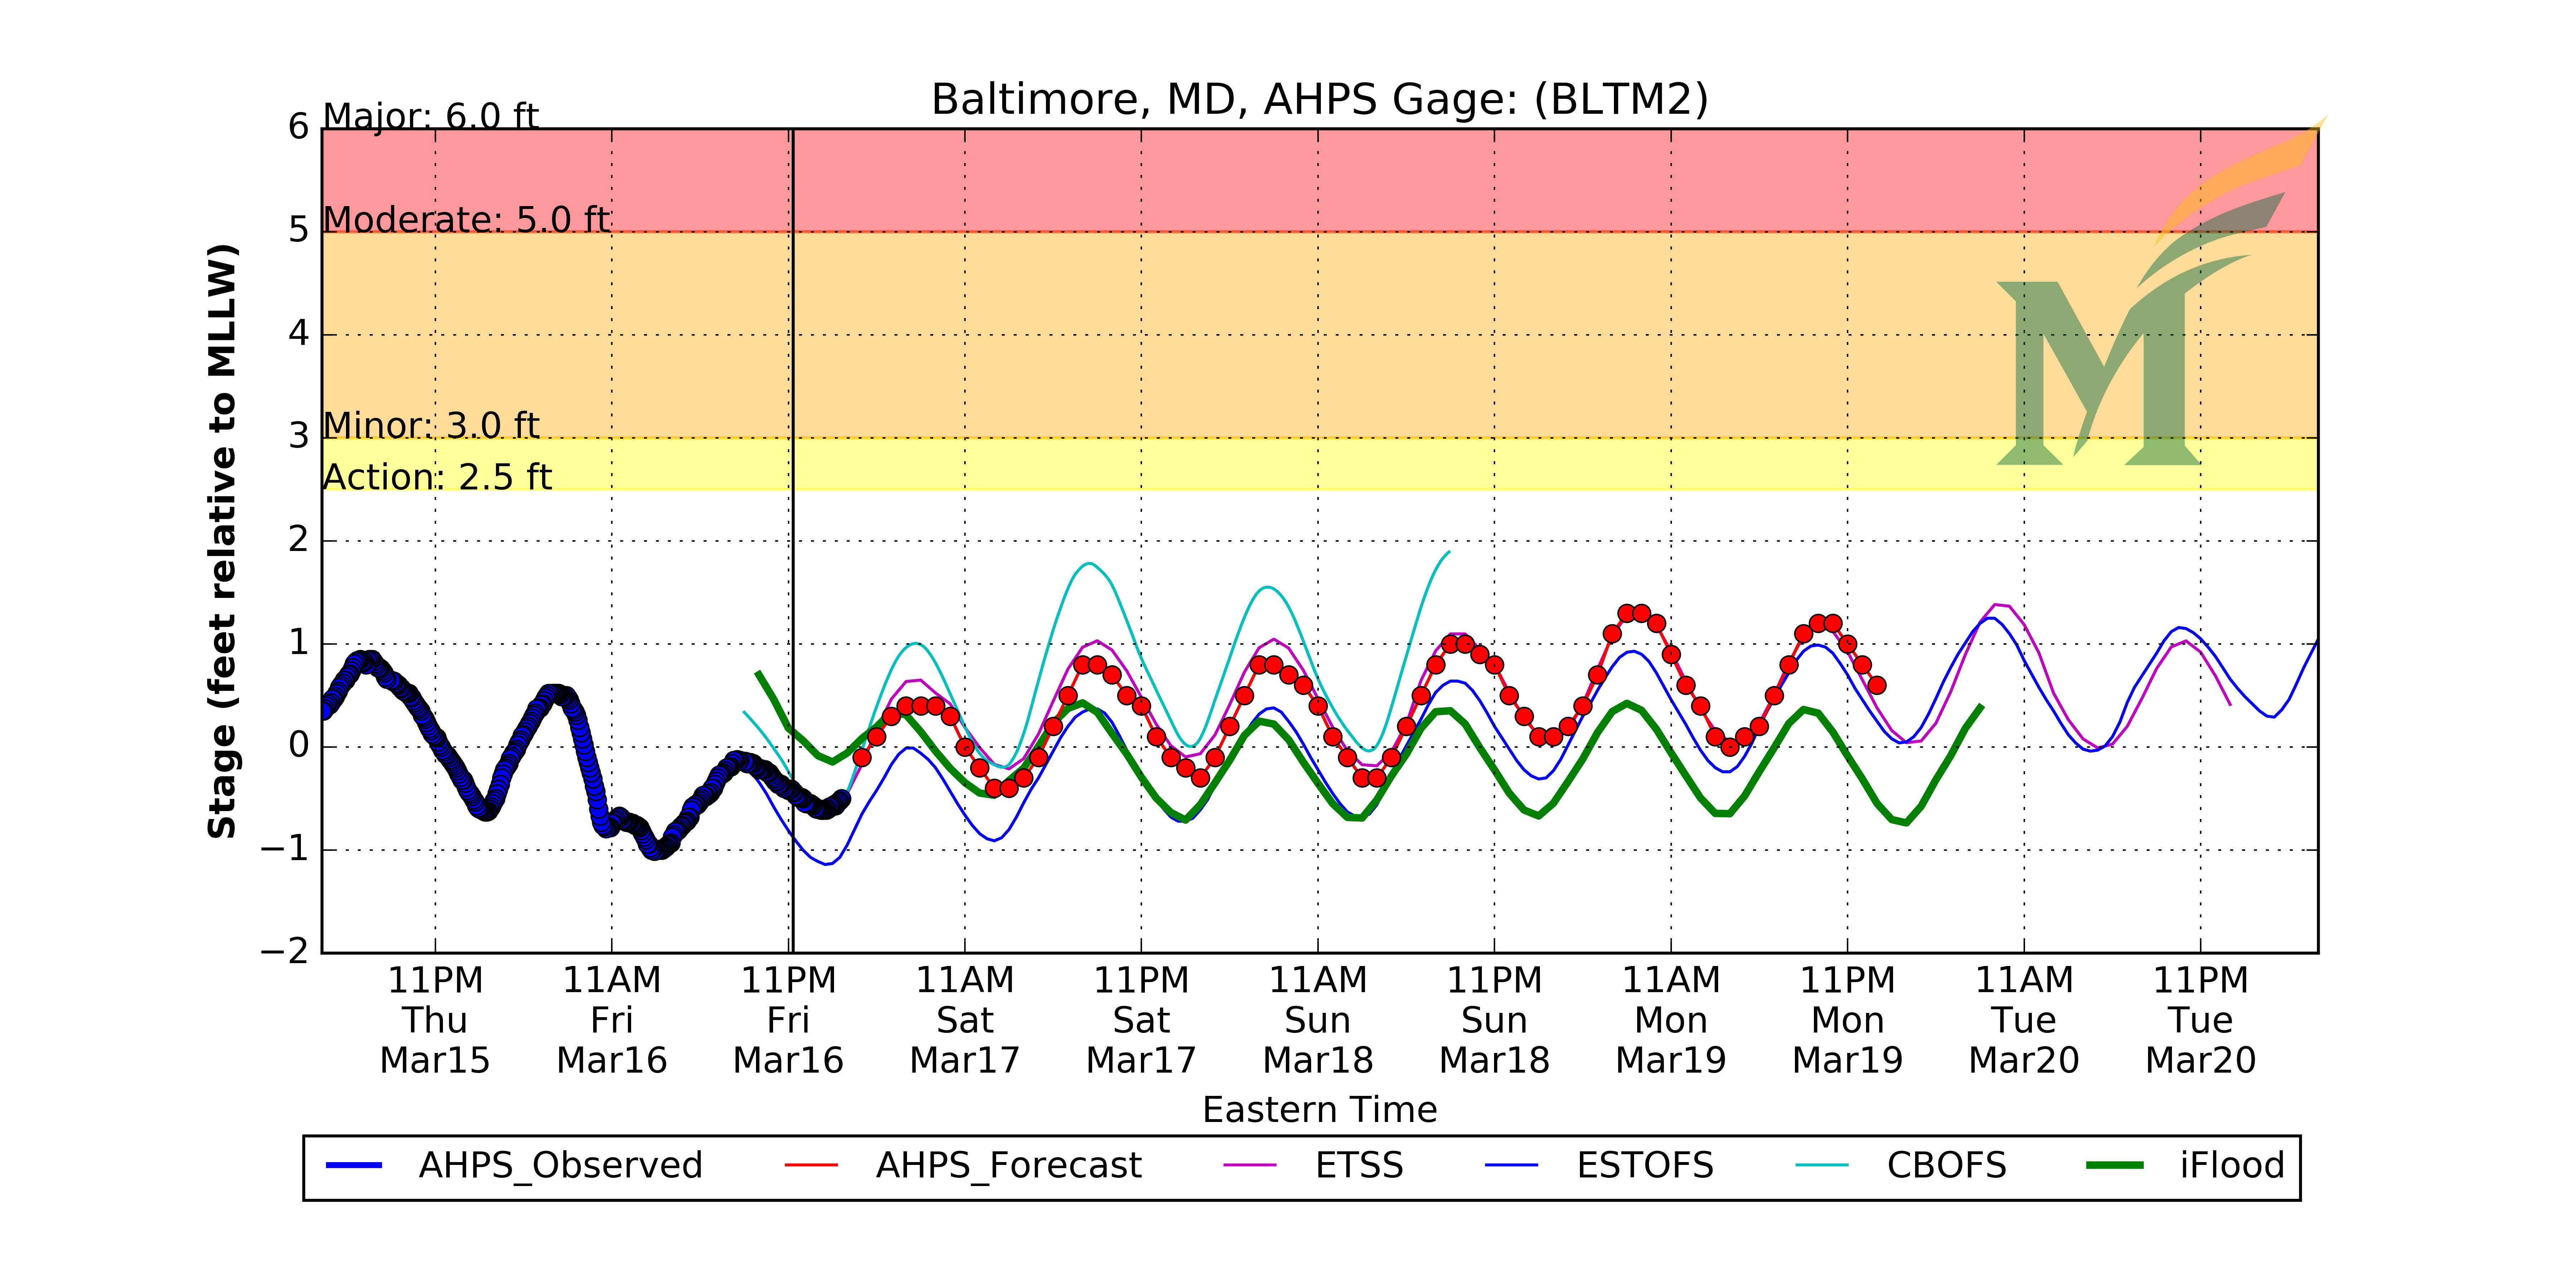 Baltimore, MD, AHPS Gage: (BLTM2)
Major: 6.0 ft
Moderate: 5.0 ft
Minor: 3.0 ft
Action: 2.5 ft
Stage (feet relative to MLLW)
6
5
4
3
2
1
0
−1
−2
11PM 11AM 11PM 11AM 11PM 11AM 11PM 11AM 11PM 11AM 11PM
Thu Fri Fri Sat Sat Sun Sun Mon Mon Tue Tue
Mar15 Mar16 Mar16 Mar17 Mar17 Mar18 Mar18 Mar19 Mar19 Mar20 Mar20
Eastern Time
AHPS_Observed AHPS_Forecast ETSS ESTOFS CBOFS iFlood
M